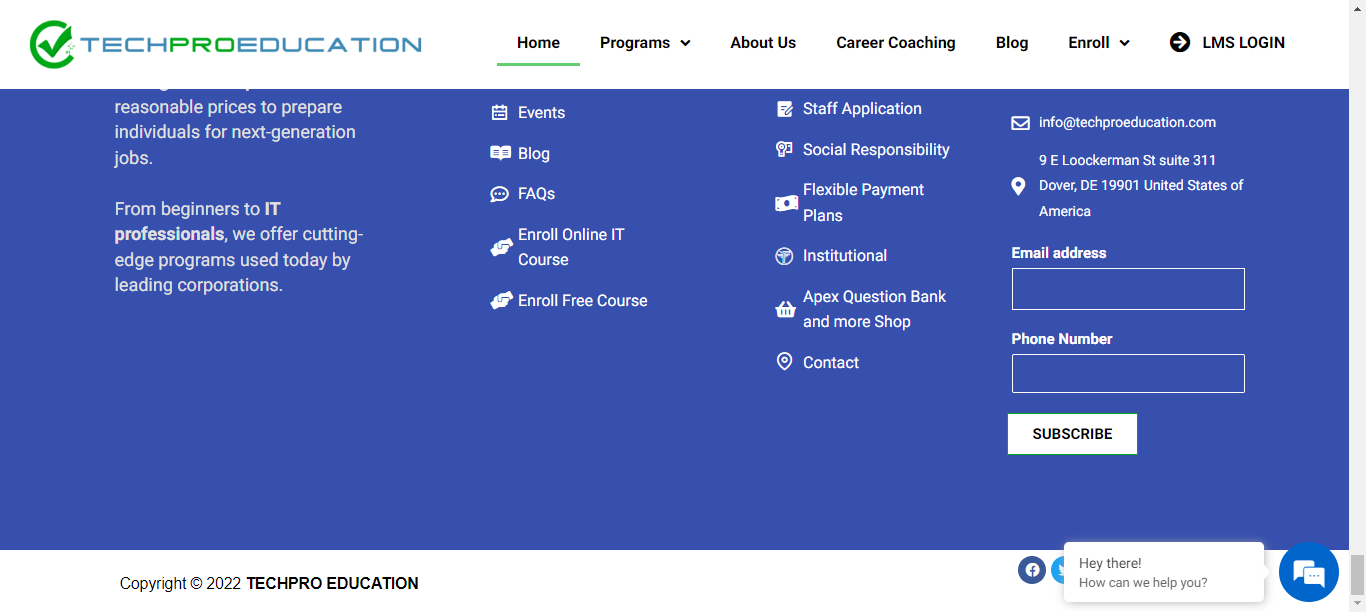 TECHPROEDUCATION
Home
Programs
About Us
Career Coaching
Blog
Enroll
LMS LOGIN
reasonable prices to prepare
individuals for next-generation
jobs.
From beginners to IT
professionals, we offer cutting-
edge programs used today by
leading corporations.
Events
Blog
FAQs
Enroll Online IT
Course
Enroll Free Course
Staff Application
Social Responsibility
Flexible Payment
Plans
Institutional
Apex Question Bank
and more Shop
Contact
info@techproeducation.com
9 E Loockerman St suite 311
Dover, DE 19901 United States of
America
Email address
Phone Number
SUBSCRIBE
Copyright © 2022 TECHPRO EDUCATION
Hey there!
How can we help you?